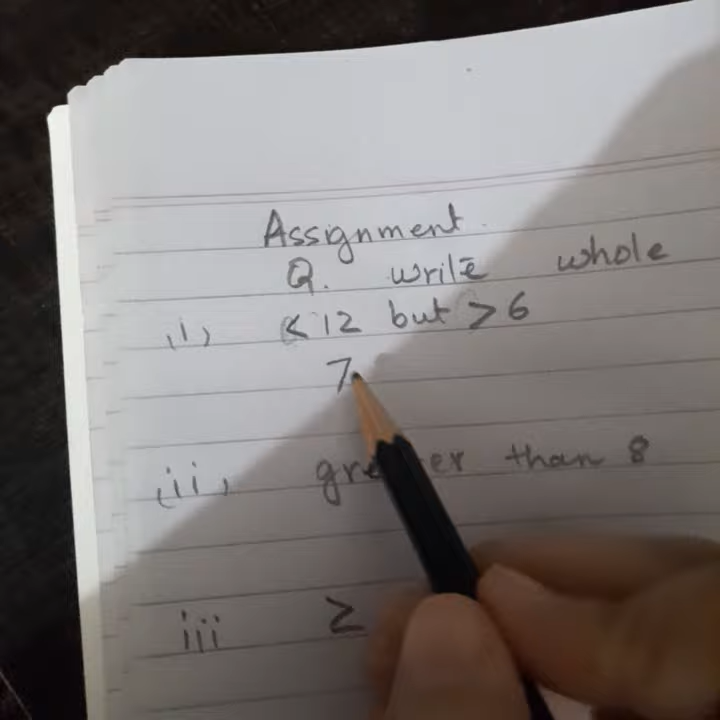 Assignment
Q. write whole
(i) < 12 but > 6
7
(ii) than 8
iii ≥